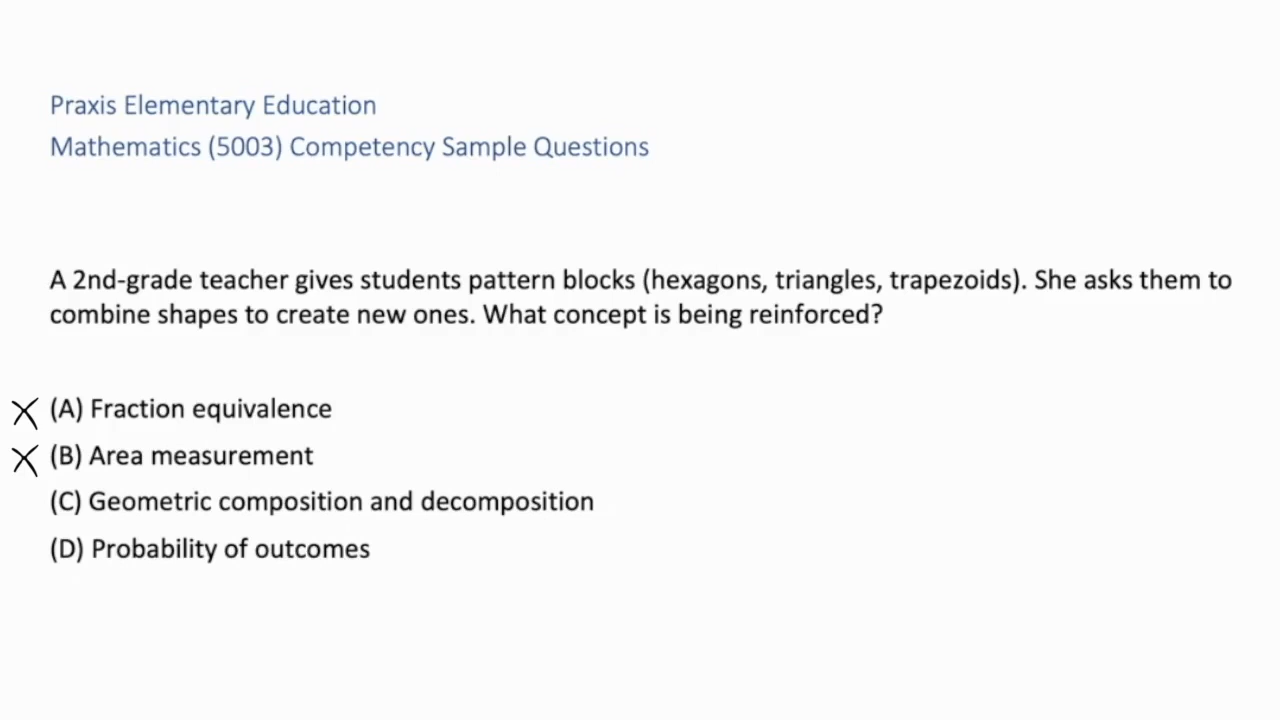 Praxis Elementary Education
Mathematics (5003) Competency Sample Questions
A 2nd-grade teacher gives students pattern blocks (hexagons, triangles, trapezoids). She asks them to
combine shapes to create new ones. What concept is being reinforced?
X (A) Fraction equivalence
X (B) Area measurement
(C) Geometric composition and decomposition
(D) Probability of outcomes